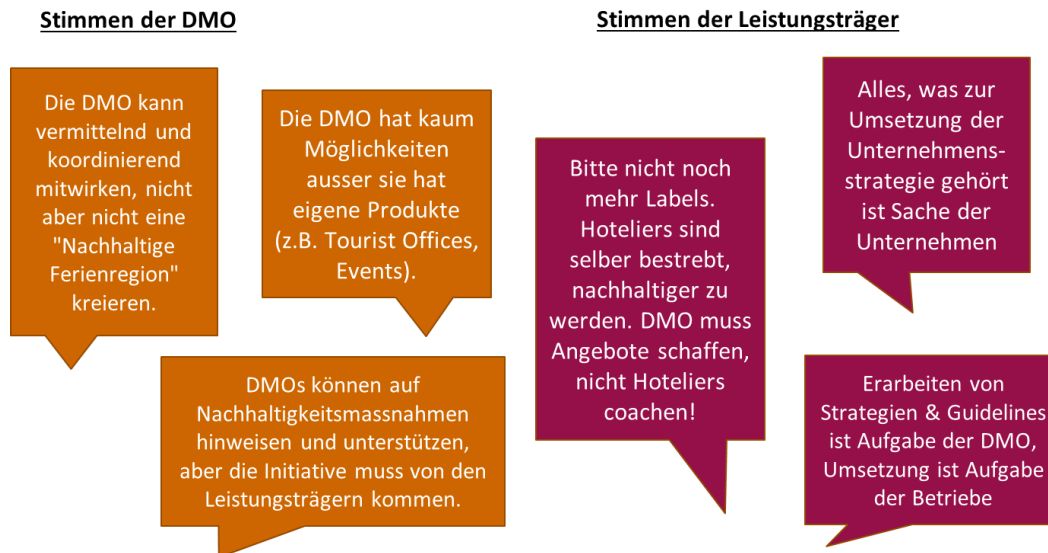 Stimmen der DMO
Die DMO kann
vermittelnd und
koordinierend
mitwirken, nicht
aber nicht eine
"Nachhaltige
Ferienregion"
kreieren.
Die DMO hat kaum
Möglichkeiten
ausser sie hat
eigene Produkte
(z.B. Tourist Offices,
Events).
DMOs können auf
Nachhaltigkeitsmassnahmen
hinweisen und unterstützen,
aber die Initiative muss von den
Leistungsträgern kommen.
Stimmen der Leistungsträger
Bitte nicht noch
mehr Labels.
Hoteliers sind
selber bestrebt,
nachhaltiger zu
werden. DMO muss
Angebote schaffen,
nicht Hoteliers
coachen!
Alles, was zur
Umsetzung der
Unternehmens-
strategie gehört
ist Sache der
Unternehmen
Erarbeiten von
Strategien & Guidelines
ist Aufgabe der DMO,
Umsetzung ist Aufgabe
der Betriebe